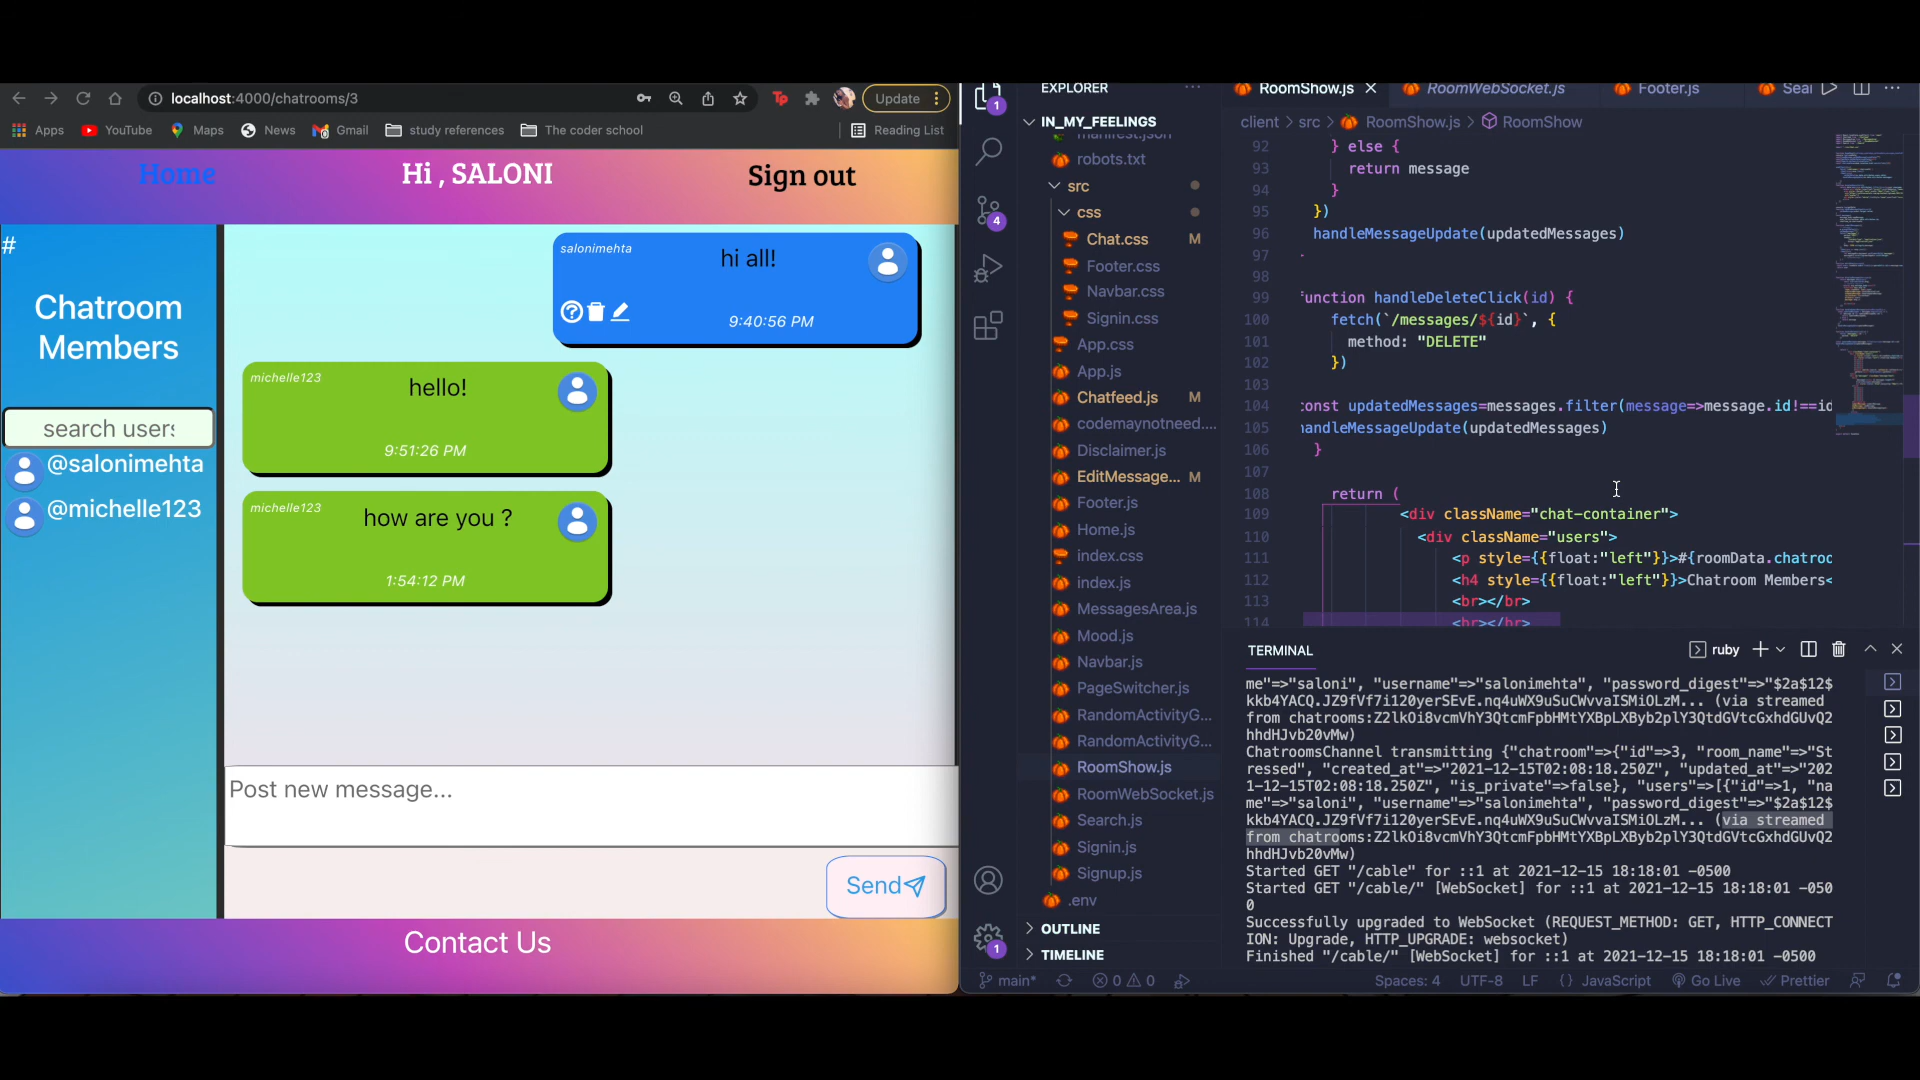 localhost:4000/chatrooms/3
Update
Apps
YouTube
Maps
News
Gmail
study references
The coder school
Reading List
Home
Hi , SALONI
Sign out
#
Chatroom
Members
search users
@salonimehta
@michelle123
salonimehta
hi all!
9:40:56 PM
michelle123
hello!
9:51:26 PM
michelle123
how are you ?
1:54:12 PM
Post new message...
Send
Contact Us
EXPLORER
IN_MY_FEELINGS
manifest.json
robots.txt
src
css
Chat.css M
Footer.css
Navbar.css
Signin.css
App.css
App.js
Chatfeed.js M
codemaynotneed....
Disclaimer.js
EditMessage... M
Footer.js
Home.js
index.css
index.js
MessagesArea.js
Mood.js
Navbar.js
PageSwitcher.js
RandomActivityG...
RandomActivityG...
RoomShow.js
RoomWebSocket.js
Search.js
Signin.js
Signup.js
.env
OUTLINE
TIMELINE
1
4
1
RoomShow.js
RoomWebSocket.js
Footer.js
Sear
client > src > RoomShow.js > RoomShow
92 } else {
93 return message
94 }
95 })
96 handleMessageUpdate(updatedMessages)
97
98
99 function handleDeleteClick(id) {
100 fetch(`/messages/${id}`, {
101 method: "DELETE"
102 })
103
104 const updatedMessages=messages.filter(message=>message.id!==id
105 handleMessageUpdate(updatedMessages)
106 }
107
108 return (
109 <div className="chat-container">
110 <div className="users">
111 <p style={{float:"left"}}>#{roomData.chatroo
112 <h4 style={{float:"left"}}>Chatroom Members<
113 <br></br>
114 <br></br>
TERMINAL
ruby
me"=>"saloni", "username"=>"salonimehta", "password_digest"=>"$2a$12$
kkb4YACQ.JZ9fVf7i120yerSEvE.nq4uWX9uSuCWvvaISMiOLzM... (via streamed
from chatrooms:Z2lkOi8vcmVhY3QtcmFpbHMtYXBpLXByb2plY3QtdGVtcGxhdGUvQ2
hhdHJvb20vMw)
ChatroomsChannel transmitting {"chatroom"=>{"id"=>3, "room_name"=>"St
ressed", "created_at"=>"2021-12-15T02:08:18.250Z", "updated_at"=>"202
1-12-15T02:08:18.250Z", "is_private"=>false}, "users"=>[{"id"=>1, "na
me"=>"saloni", "username"=>"salonimehta", "password_digest"=>"$2a$12$
kkb4YACQ.JZ9fVf7i120yerSEvE.nq4uWX9uSuCWvvaISMiOLzM... (via streamed
from chatrooms:Z2lkOi8vcmVhY3QtcmFpbHMtYXBpLXByb2plY3QtdGVtcGxhdGUvQ2
hhdHJvb20vMw)
Started GET "/cable" for ::1 at 2021-12-15 18:18:01 -0500
Started GET "/cable/" [WebSocket] for ::1 at 2021-12-15 18:18:01 -050
0
Successfully upgraded to WebSocket (REQUEST_METHOD: GET, HTTP_CONNECT
ION: Upgrade, HTTP_UPGRADE: websocket)
Finished "/cable/" [WebSocket] for ::1 at 2021-12-15 18:18:01 -0500
main* 0 0 Spaces: 4 UTF-8 LF {} JavaScript Go Live Prettier